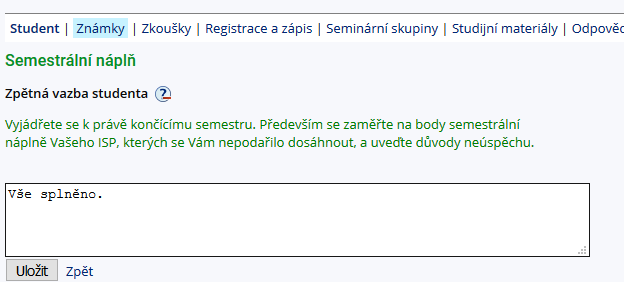 Student | Známky | Zkoušky | Registrace a zápis | Seminární skupiny | Studijní materiály |
Semestrální náplň
Zpětná vazba studenta ?
Vyjádřete se k právě končícímu semestru. Především se zaměřte na body semestrální
náplně Vašeho ISP, kterých se Vám nepodařilo dosáhnout, a uveďte důvody neúspěchu.
Vše splněno.
Uložit Zpět